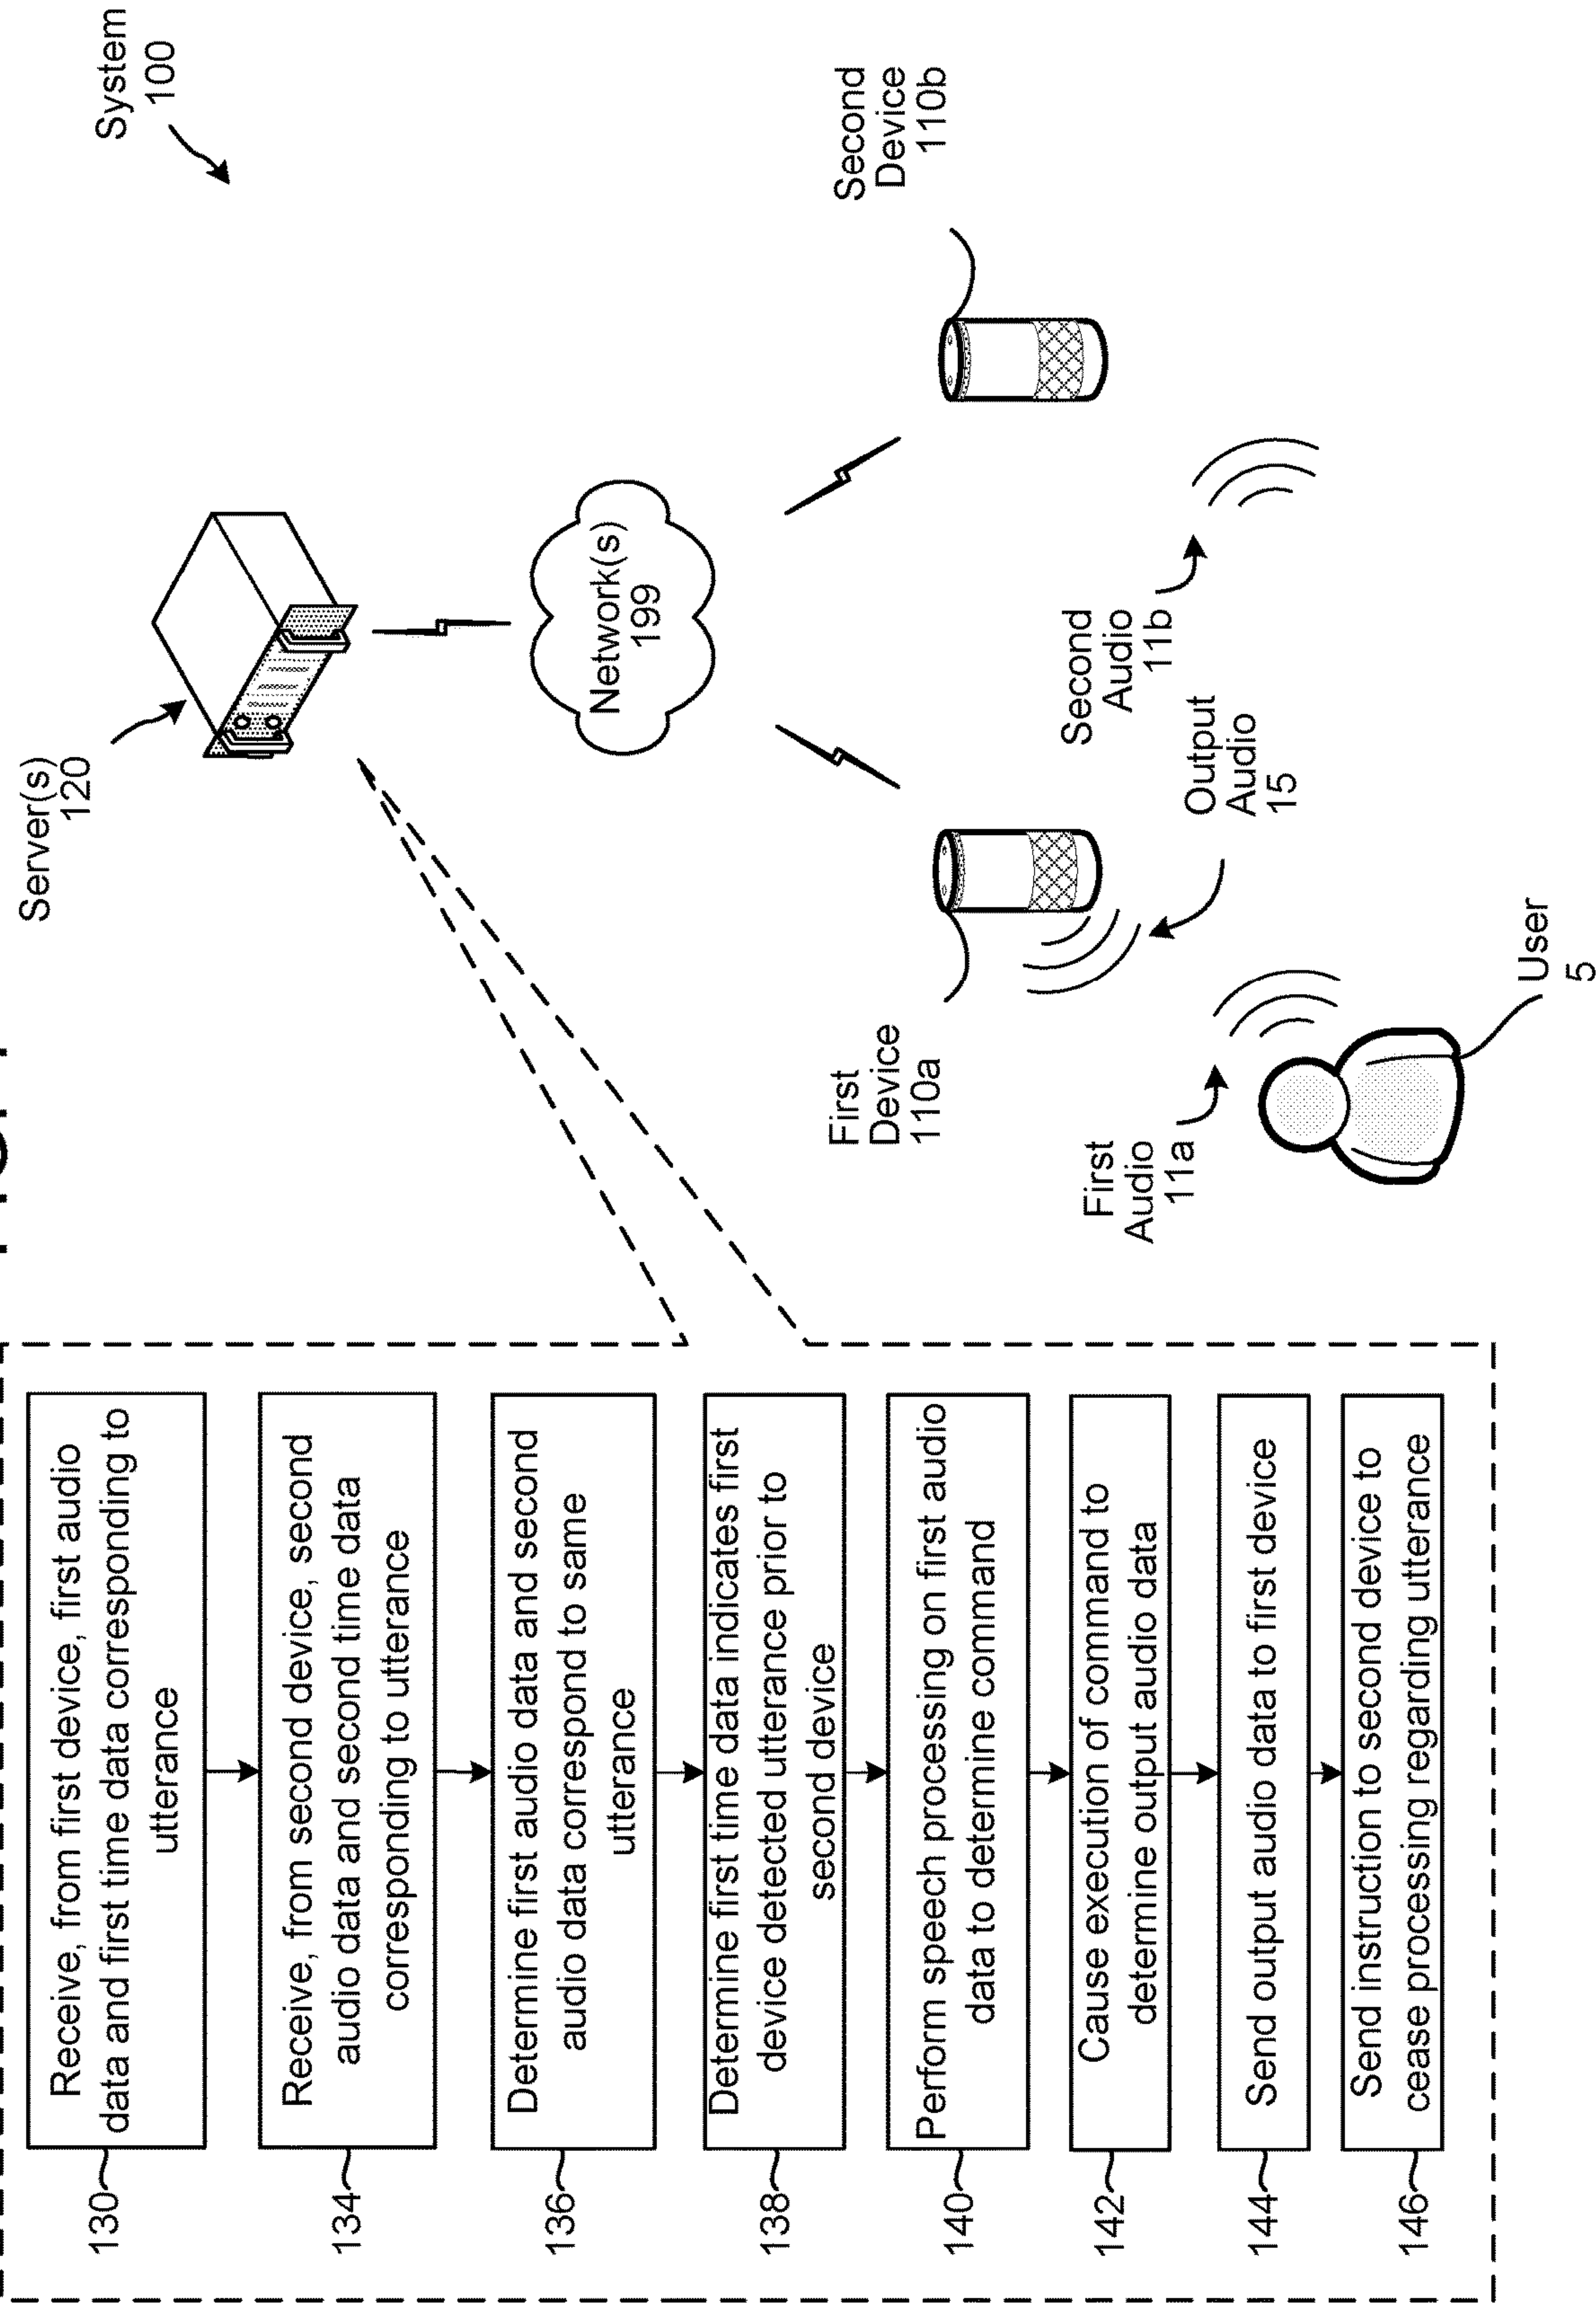 System
100
Server(s)
120
Network(s)
199
First
Device
110a
Second
Device
110b
First
Audio
11a
Second
Audio
11b
Output
Audio
15
User
5
130
Receive, from first device, first audio
data and first time data corresponding to
utterance
134
Receive, from second device, second
audio data and second time data
corresponding to utterance
136
Determine first audio data and second
audio data correspond to same
utterance
138
Determine first time data indicates first
device detected utterance prior to
second device
140
Perform speech processing on first audio
data to determine command
142
Cause execution of command to
determine output audio data
144
Send output audio data to first device
146
Send instruction to second device to
cease processing regarding utterance